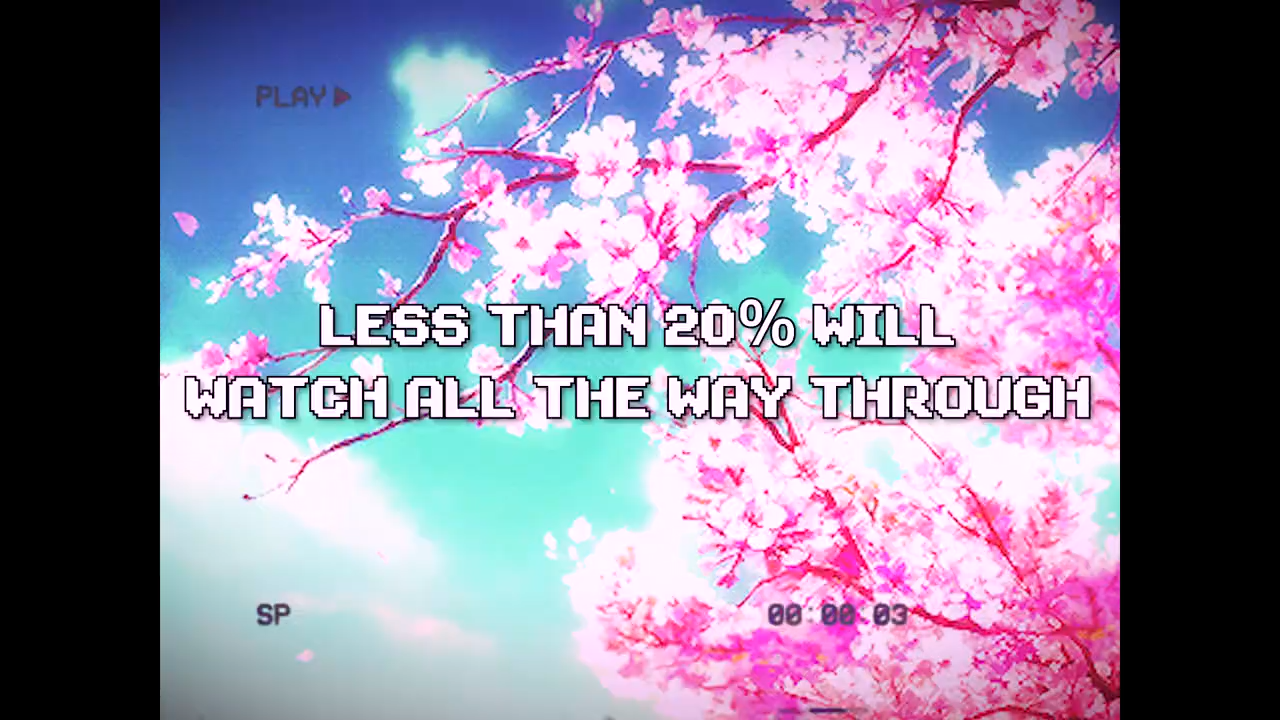 PLAY
LESS THAN 20% WILL
WATCH ALL THE WAY THROUGH
SP
00:00:03